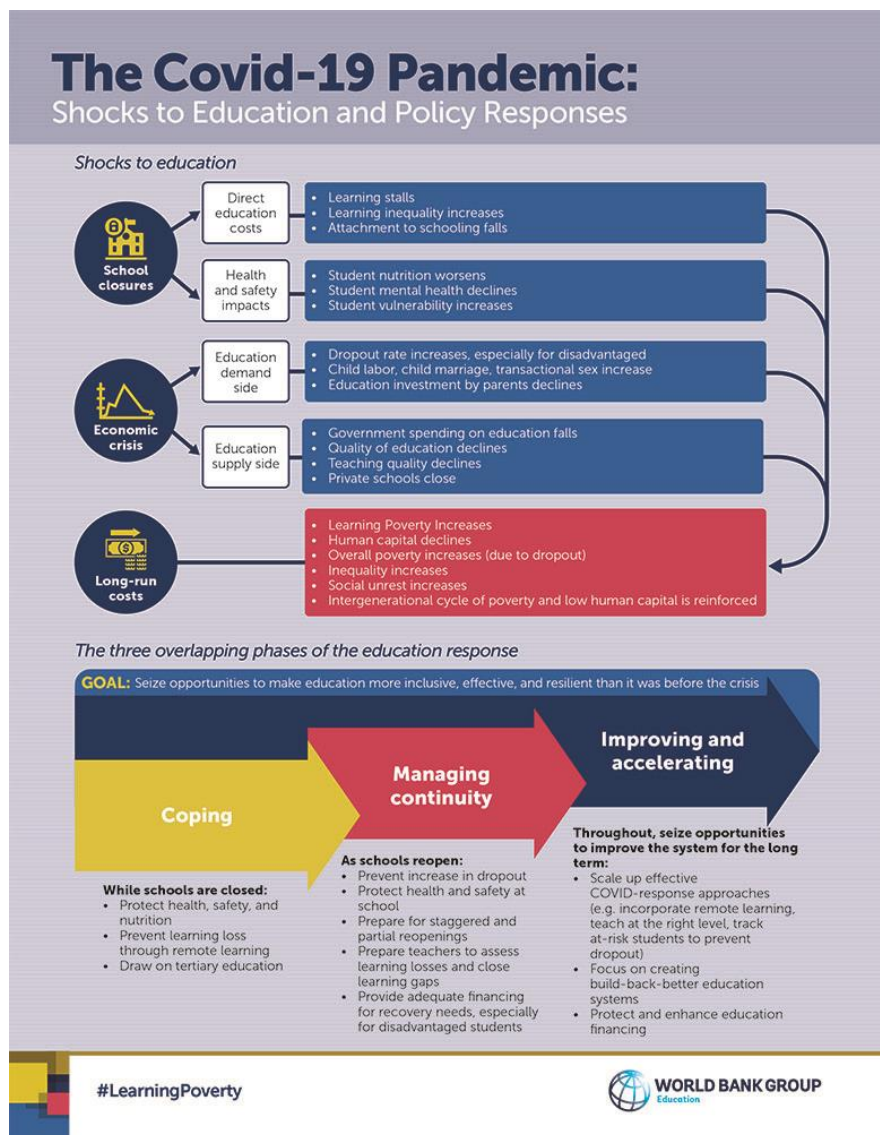 The Covid-19 Pandemic:
Shocks to Education and Policy Responses
Shocks to education
School
closures
Direct
education
costs
• Learning stalls
• Learning inequality increases
• Attachment to schooling falls
Health
and safety
impacts
• Student nutrition worsens
• Student mental health declines
• Student vulnerability increases
Economic
crisis
Education
demand
side
• Dropout rate increases, especially for disadvantaged
• Child labor, child marriage, transactional sex increase
• Education investment by parents declines
Education
supply side
• Government spending on education falls
• Quality of education declines
• Teaching quality declines
• Private schools close
Long-run
costs
• Learning Poverty Increases
• Human capital declines
• Overall poverty increases (due to dropout)
• Inequality increases
• Social unrest increases
• Intergenerational cycle of poverty and low human capital is reinforced
The three overlapping phases of the education response
GOAL: Seize opportunities to make education more inclusive, effective, and resilient than it was before the crisis
Coping
While schools are closed:
• Protect health, safety, and
nutrition
• Prevent learning loss
through remote learning
• Draw on tertiary education
Managing
continuity
As schools reopen:
• Prevent increase in dropout
• Protect health and safety at
school
• Prepare for staggered and
partial reopenings
• Prepare teachers to assess
learning losses and close
learning gaps
• Provide adequate financing
for recovery needs, especially
for disadvantaged students
Improving and
accelerating
Throughout, seize opportunities
to improve the system for the long
term:
• Scale up effective
COVID-response approaches
(e.g. incorporate remote learning,
teach at the right level, track
at-risk students to prevent
dropout)
• Focus on creating
build-back-better education
systems
• Protect and enhance education
financing
#LearningPoverty
WORLD BANK GROUP
Education